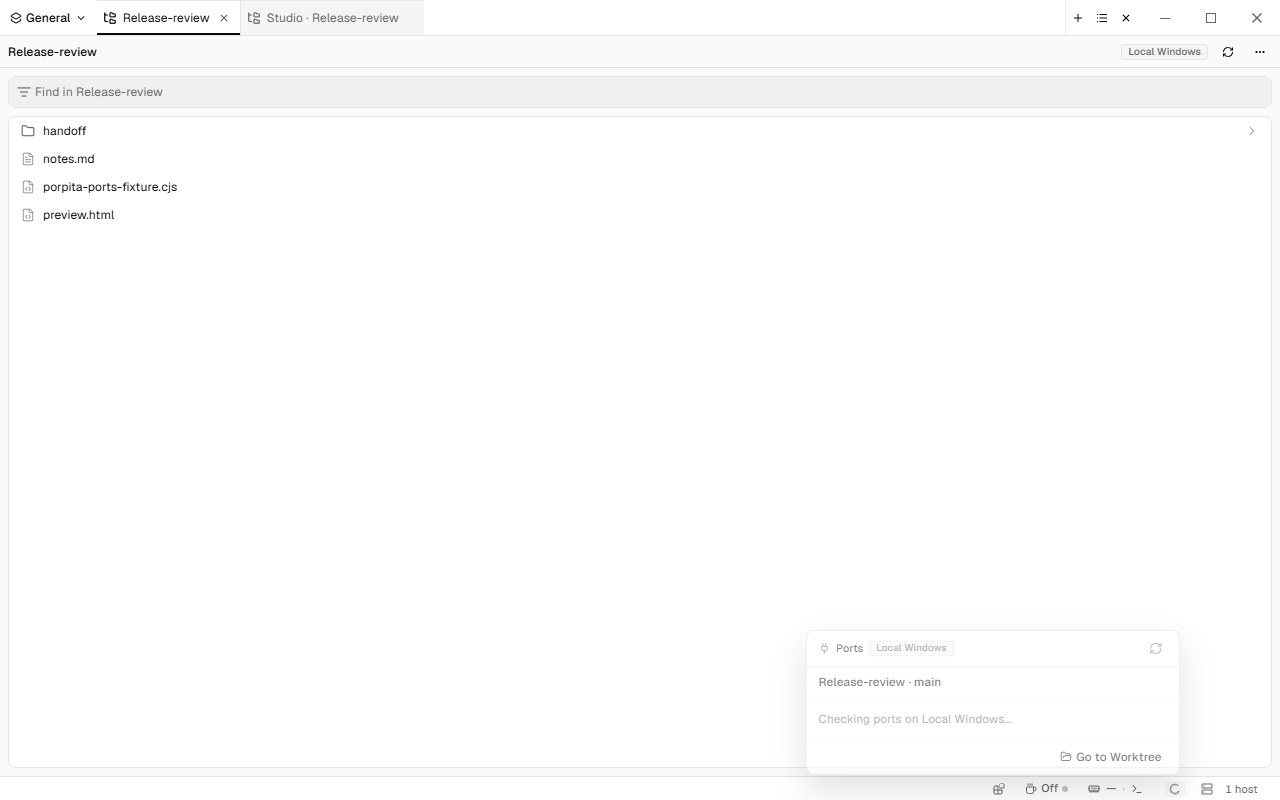 General
Release-review
Studio · Release-review
Release-review
Local Windows
Find in Release-review
handoff
notes.md
porpita-ports-fixture.cjs
preview.html
Ports
Local Windows
Release-review · main
Checking ports on Local Windows…
Go to Worktree
Off
— ·
1 host